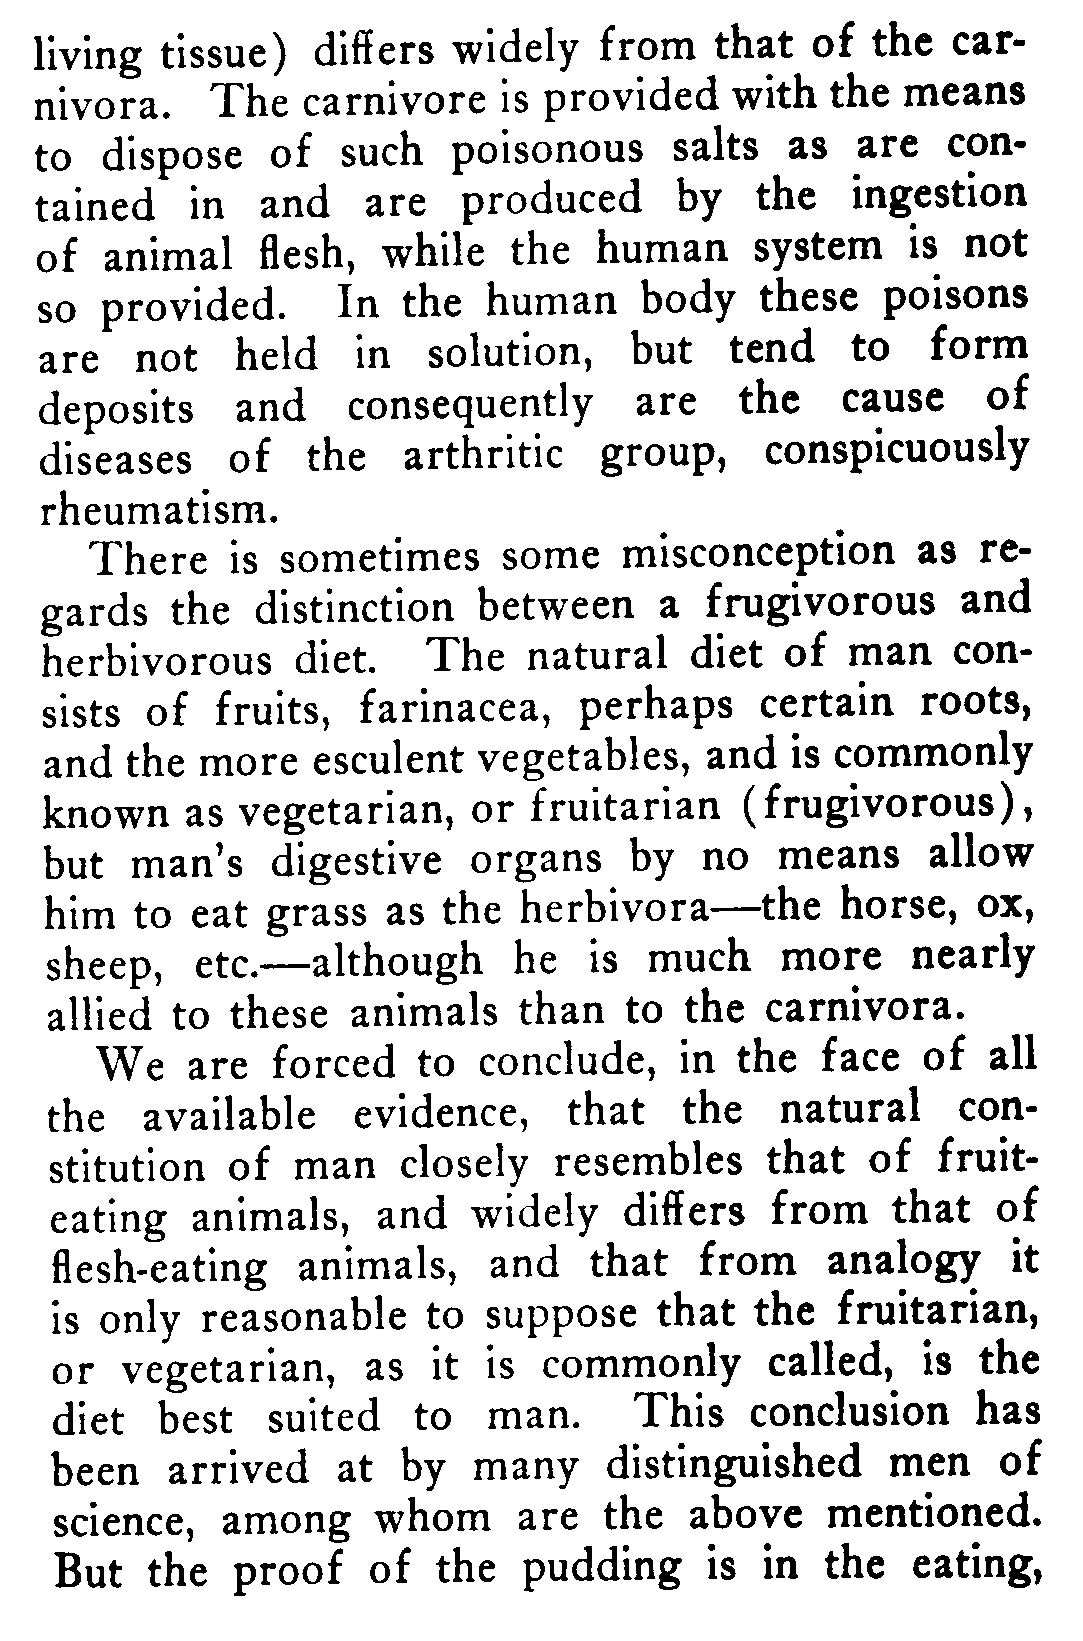 living tissue) differs widely from that of the car-
nivora. The carnivore is provided with the means
to dispose of such poisonous salts as are con-
tained in and are produced by the ingestion
of animal flesh, while the human system is not
so provided. In the human body these poisons
are not held in solution, but tend to form
deposits and consequently are the cause of
diseases of the arthritic group, conspicuously
rheumatism.
There is sometimes some misconception as re-
gards the distinction between a frugivorous and
herbivorous diet. The natural diet of man con-
sists of fruits, farinacea, perhaps certain roots,
and the more esculent vegetables, and is commonly
known as vegetarian, or fruitarian (frugivorous),
but man's digestive organs by no means allow
him to eat grass as the herbivora—the horse, ox,
sheep, etc.—although he is much more nearly
allied to these animals than to the carnivora.
We are forced to conclude, in the face of all
the available evidence, that the natural con-
stitution of man closely resembles that of fruit-
eating animals, and widely differs from that of
flesh-eating animals, and that from analogy it
is only reasonable to suppose that the fruitarian,
or vegetarian, as it is commonly called, is the
diet best suited to man. This conclusion has
been arrived at by many distinguished men of
science, among whom are the above mentioned.
But the proof of the pudding is in the eating,